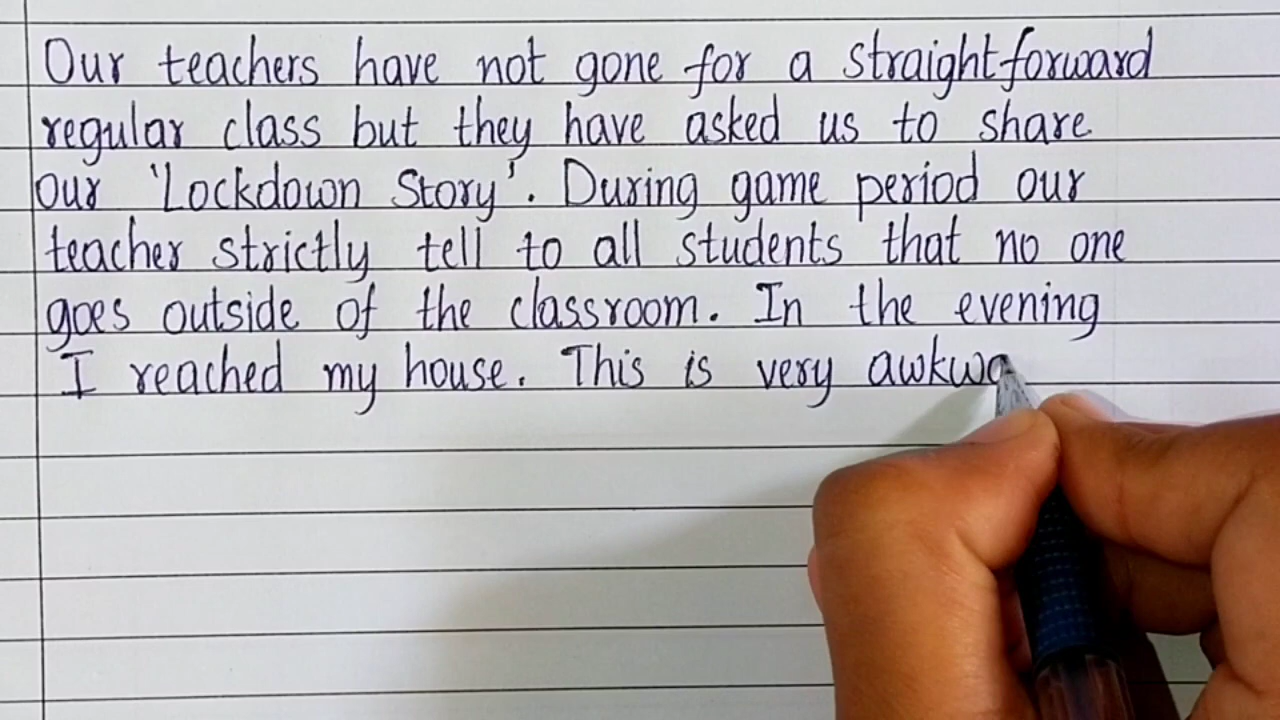 Our teachers have not gone for a straightforward
regular class but they have asked us to share
our 'Lockdown Story'. During game period our
teacher strictly tell to all students that no one
goes outside of the classroom. In the evening
I reached my house. This is very awkwa